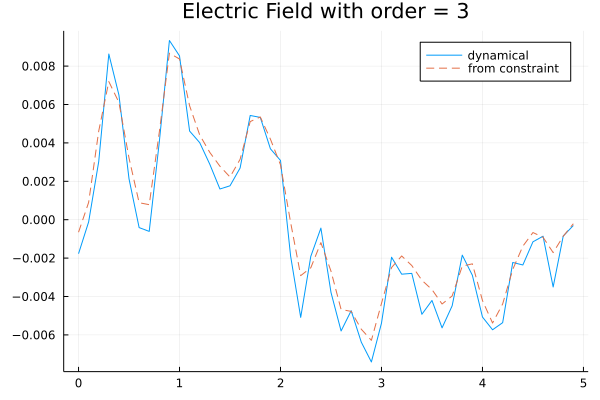 Electric Field with order = 3
dynamical
from constraint
0.008
0.006
0.004
0.002
0.000
−0.002
−0.004
−0.006
0 1 2 3 4 5